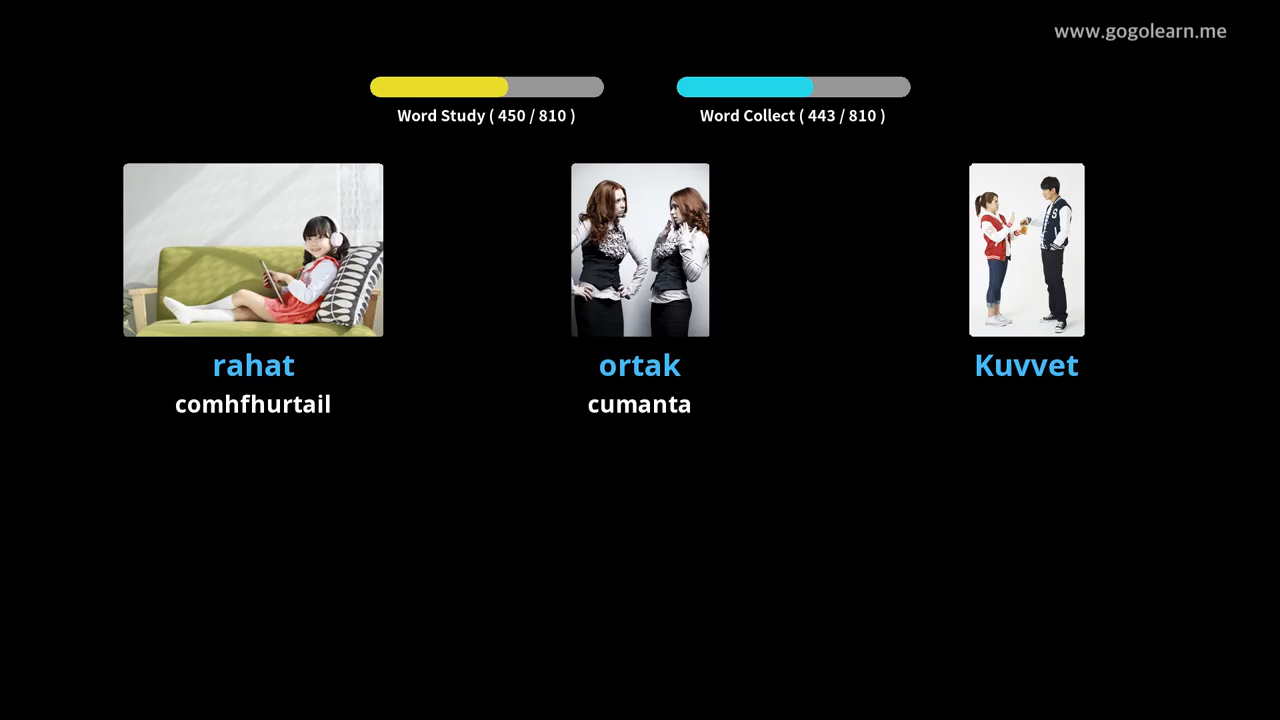 www.gogolearn.me
Word Study ( 450 / 810 )
Word Collect ( 443 / 810 )
rahat
comhfhurtail
ortak
cumanta
Kuvvet